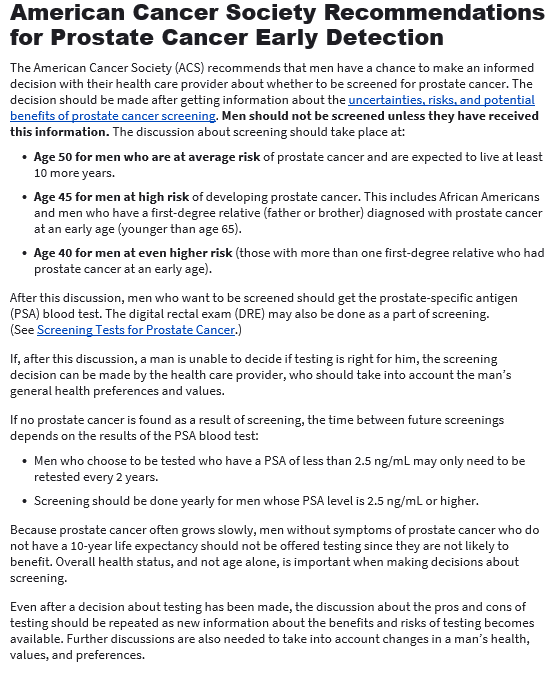 American Cancer Society Recommendations
for Prostate Cancer Early Detection
The American Cancer Society (ACS) recommends that men have a chance to make an informed
decision with their health care provider about whether to be screened for prostate cancer. The
decision should be made after getting information about the uncertainties, risks, and potential
benefits of prostate cancer screening. Men should not be screened unless they have received
this information. The discussion about screening should take place at:
• Age 50 for men who are at average risk of prostate cancer and are expected to live at least
10 more years.
• Age 45 for men at high risk of developing prostate cancer. This includes African Americans
and men who have a first-degree relative (father or brother) diagnosed with prostate cancer
at an early age (younger than age 65).
• Age 40 for men at even higher risk (those with more than one first-degree relative who had
prostate cancer at an early age).
After this discussion, men who want to be screened should get the prostate-specific antigen
(PSA) blood test. The digital rectal exam (DRE) may also be done as a part of screening.
(See Screening Tests for Prostate Cancer.)
If, after this discussion, a man is unable to decide if testing is right for him, the screening
decision can be made by the health care provider, who should take into account the man's
general health preferences and values.
If no prostate cancer is found as a result of screening, the time between future screenings
depends on the results of the PSA blood test:
• Men who choose to be tested who have a PSA of less than 2.5 ng/mL may only need to be
retested every 2 years.
• Screening should be done yearly for men whose PSA level is 2.5 ng/mL or higher.
Because prostate cancer often grows slowly, men without symptoms of prostate cancer who do
not have a 10-year life expectancy should not be offered testing since they are not likely to
benefit. Overall health status, and not age alone, is important when making decisions about
screening.
Even after a decision about testing has been made, the discussion about the pros and cons of
testing should be repeated as new information about the benefits and risks of testing becomes
available. Further discussions are also needed to take into account changes in a man's health,
values, and preferences.